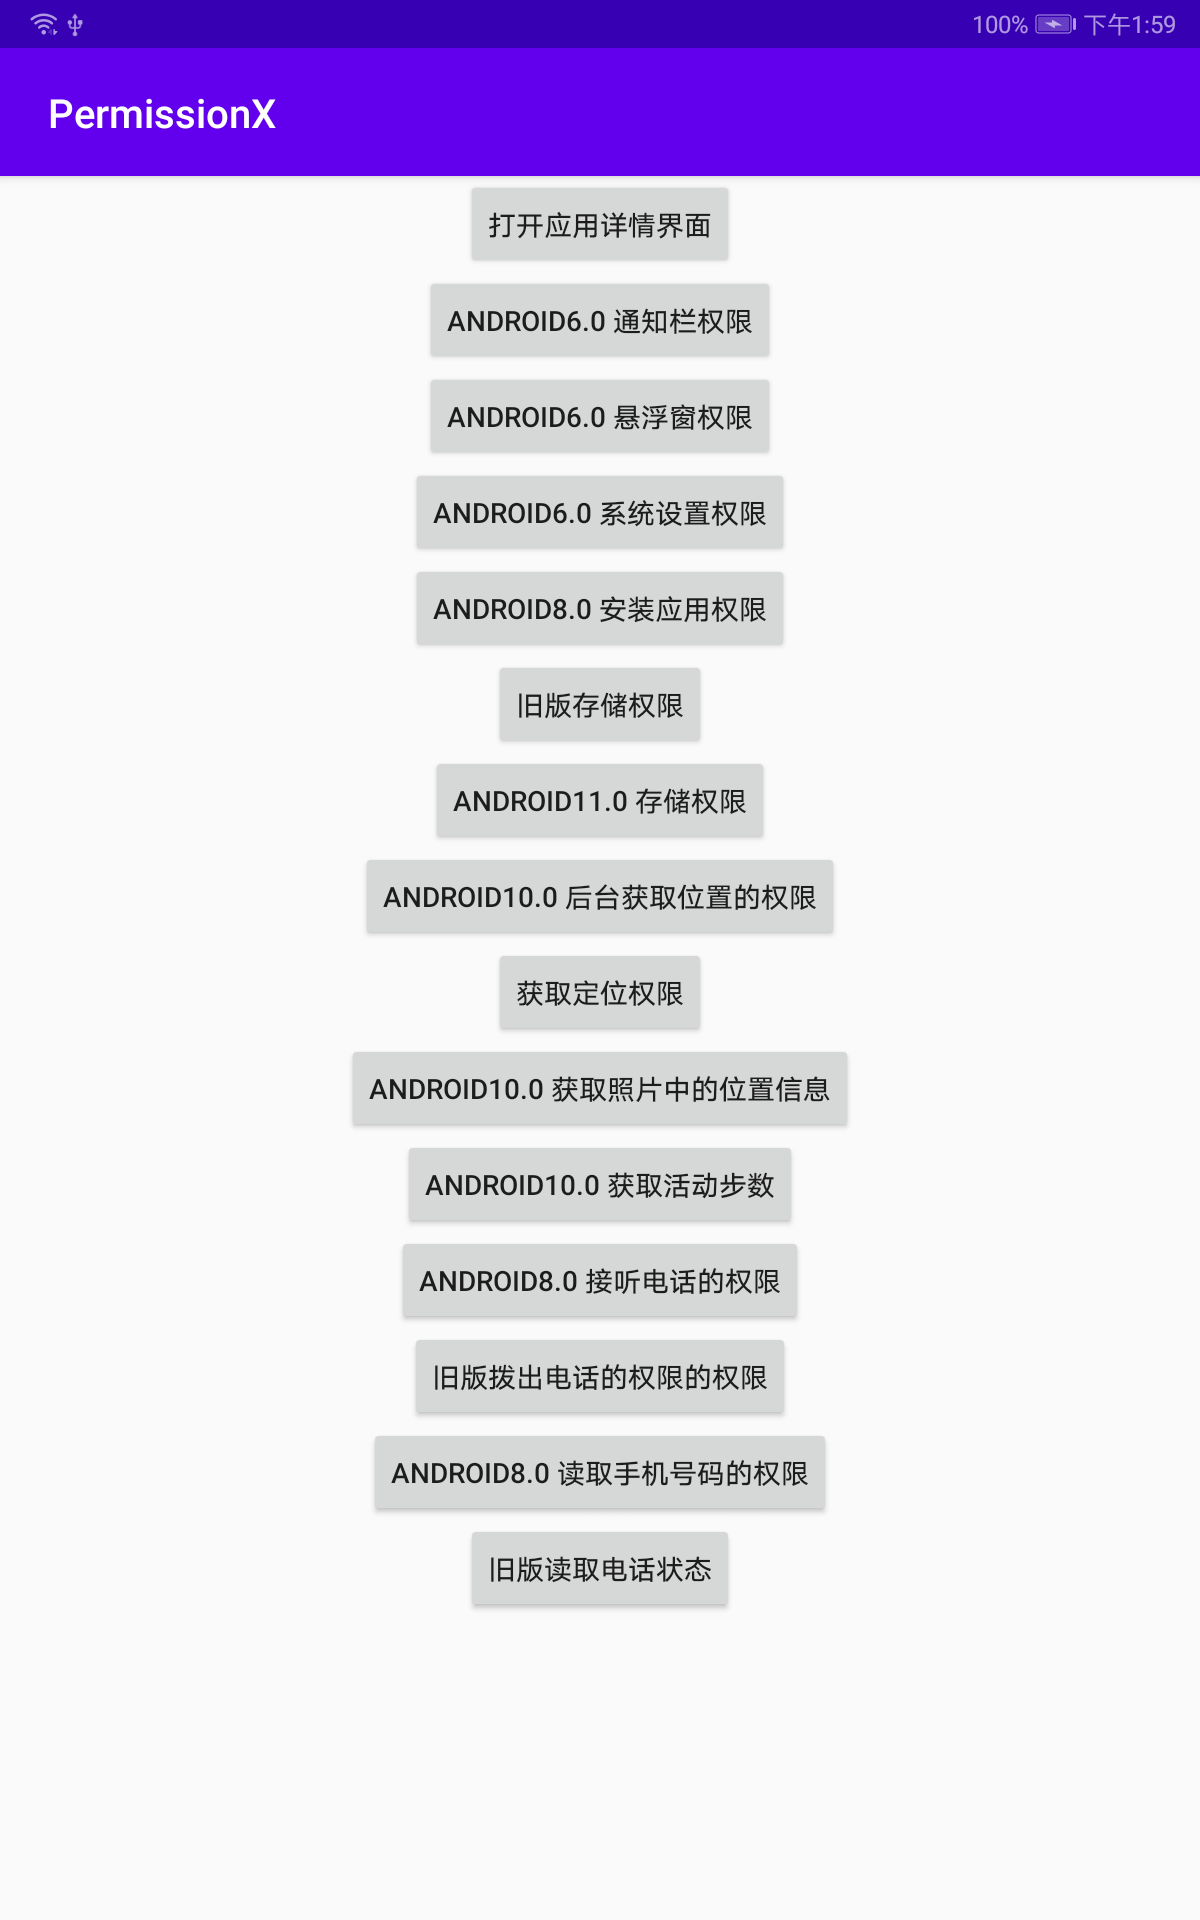 100% 下午1:59
PermissionX
打开应用详情界面
ANDROID6.0 通知栏权限
ANDROID6.0 悬浮窗权限
ANDROID6.0 系统设置权限
ANDROID8.0 安装应用权限
旧版存储权限
ANDROID11.0 存储权限
ANDROID10.0 后台获取位置的权限
获取定位权限
ANDROID10.0 获取照片中的位置信息
ANDROID10.0 获取活动步数
ANDROID8.0 接听电话的权限
旧版拨出电话的权限的权限
ANDROID8.0 读取手机号码的权限
旧版读取电话状态